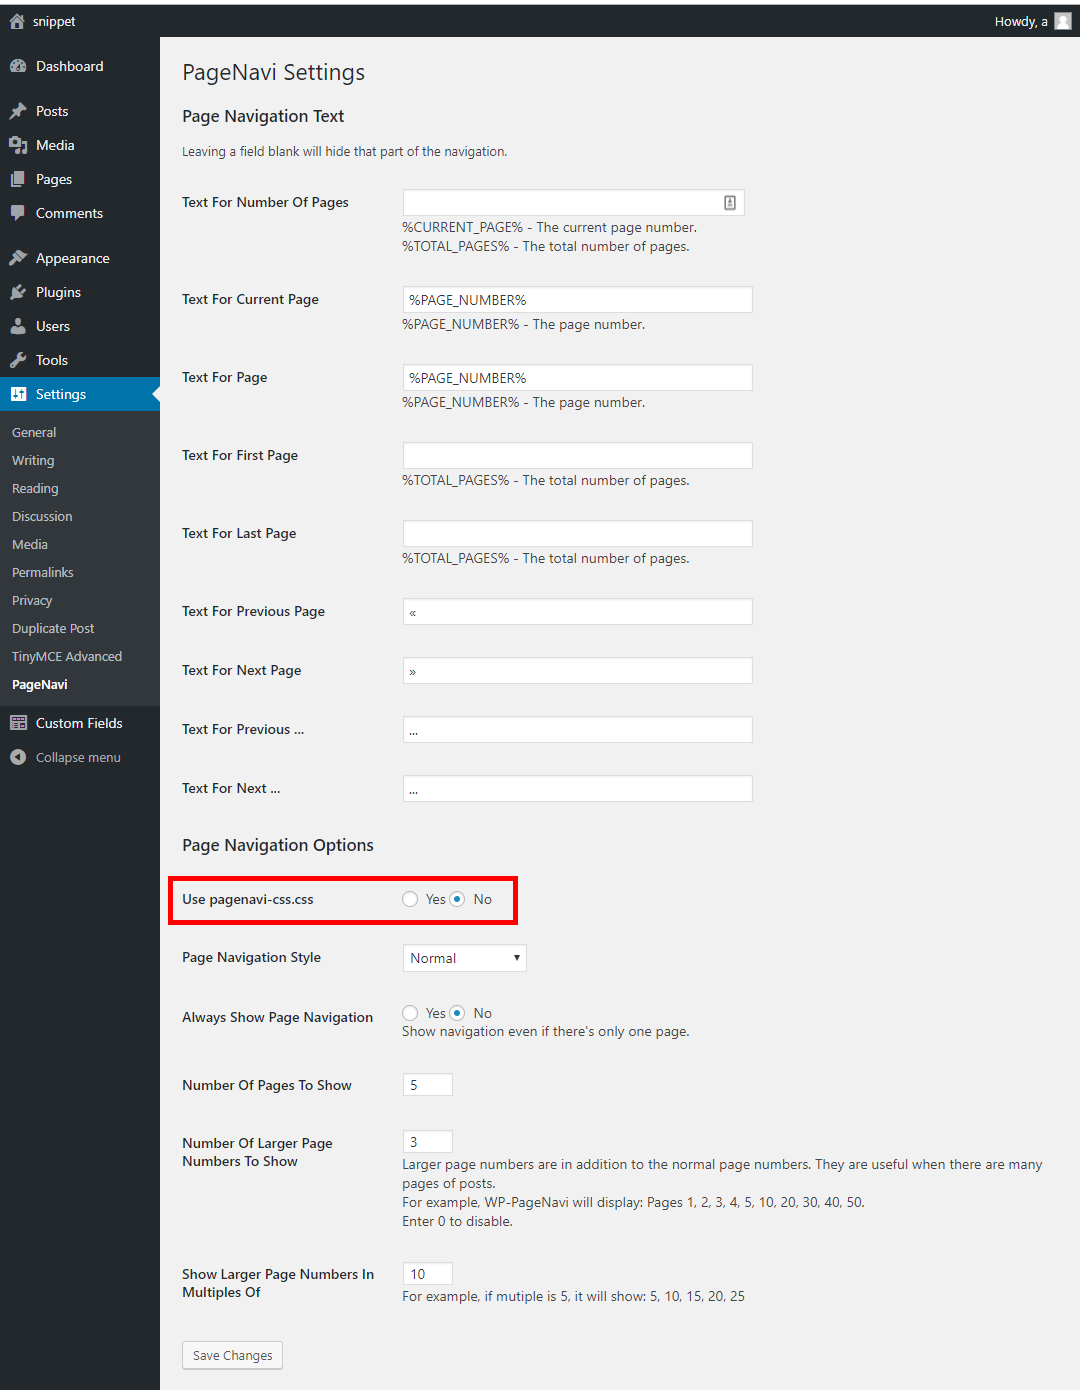 snippet
Howdy, a
Dashboard
Posts
Media
Pages
Comments
Appearance
Plugins
Users
Tools
Settings
General
Writing
Reading
Discussion
Media
Permalinks
Privacy
Duplicate Post
TinyMCE Advanced
PageNavi
Custom Fields
Collapse menu
PageNavi Settings
Page Navigation Text
Leaving a field blank will hide that part of the navigation.
Text For Number Of Pages
%CURRENT_PAGE% - The current page number.
%TOTAL_PAGES% - The total number of pages.
Text For Current Page
%PAGE_NUMBER%
%PAGE_NUMBER% - The page number.
Text For Page
%PAGE_NUMBER%
%PAGE_NUMBER% - The page number.
Text For First Page
%TOTAL_PAGES% - The total number of pages.
Text For Last Page
%TOTAL_PAGES% - The total number of pages.
Text For Previous Page
«
Text For Next Page
»
Text For Previous ...
...
Text For Next ...
...
Page Navigation Options
Use pagenavi-css.css
Yes No
Page Navigation Style
Normal
Always Show Page Navigation
Yes No
Show navigation even if there's only one page.
Number Of Pages To Show
5
Number Of Larger Page
Numbers To Show
3
Larger page numbers are in addition to the normal page numbers. They are useful when there are many
pages of posts.
For example, WP-PageNavi will display: Pages 1, 2, 3, 4, 5, 10, 20, 30, 40, 50.
Enter 0 to disable.
Show Larger Page Numbers In
Multiples Of
10
For example, if mutiple is 5, it will show: 5, 10, 15, 20, 25
Save Changes